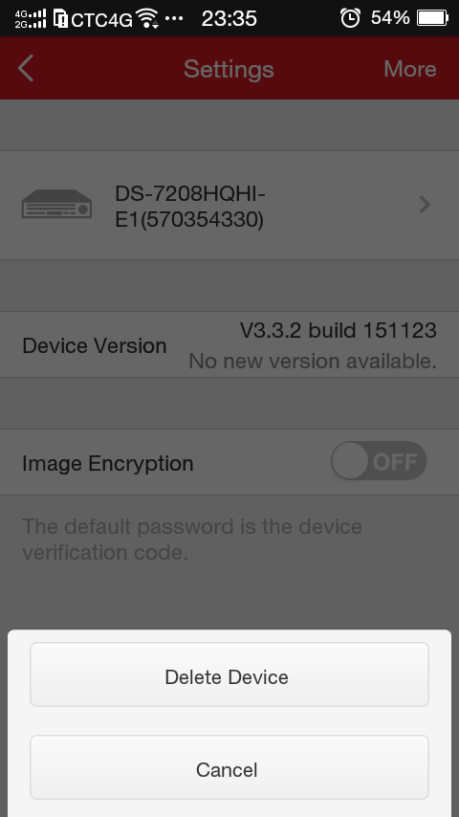 4G
2G
CTC4G ··· 23:35 54%
Settings More
DS-7208HQHI-
E1(570354330)
Device Version
V3.3.2 build 151123
No new version available.
Image Encryption OFF
The default password is the device
verification code.
Delete Device
Cancel